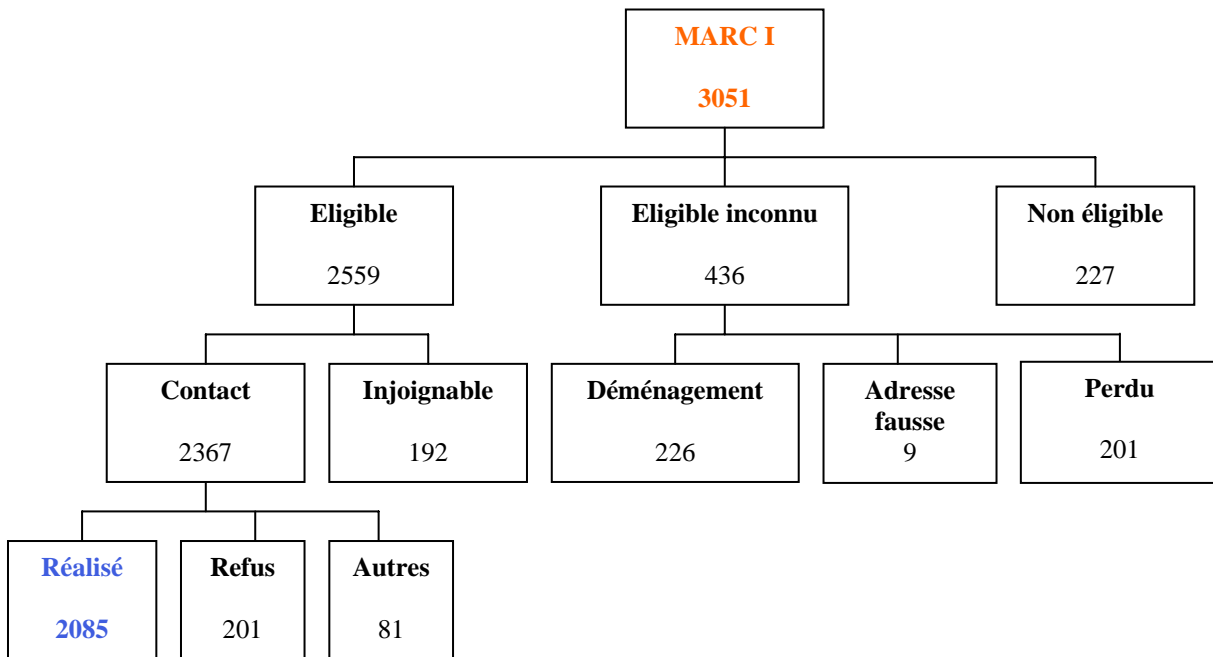 MARC I
3051
Eligible
2559
Eligible inconnu
436
Non éligible
227
Contact
2367
Injoignable
192
Déménagement
226
Adresse
fausse
9
Perdu
201
Réalisé
2085
Refus
201
Autres
81